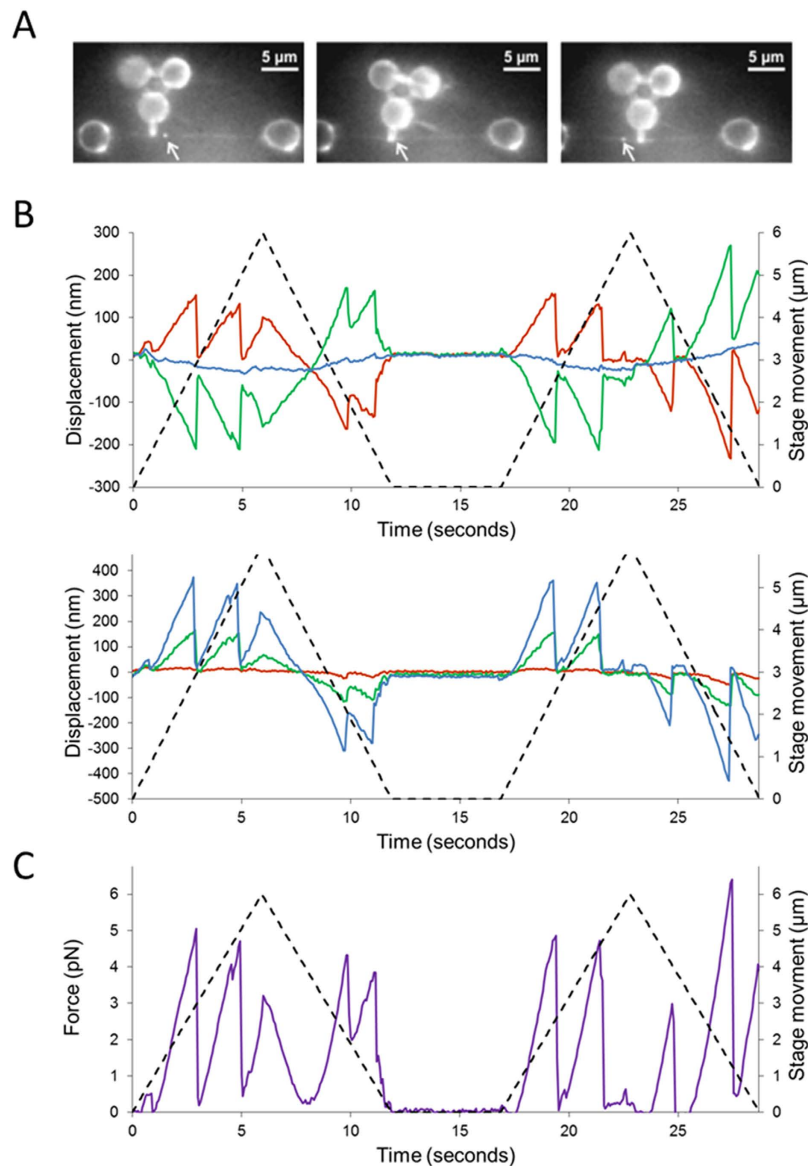 A
5 µm 5 µm 5 µm
B
300 6
200 5
100 4
0 3
-100 2
-200 1
-300 0
Displacement (nm)
Stage movement (µm)
0 5 10 15 20 25
Time (seconds)
400
300 5
200 4
100
0 3
-100
-200 2
-300 1
-400
-500 0
Displacement (nm)
Stage movement (µm)
0 5 10 15 20 25
Time (seconds)
C
6 6
5 5
4 4
3 3
2 2
1 1
0 0
Force (pN)
Stage movement (µm)
0 5 10 15 20 25
Time (seconds)